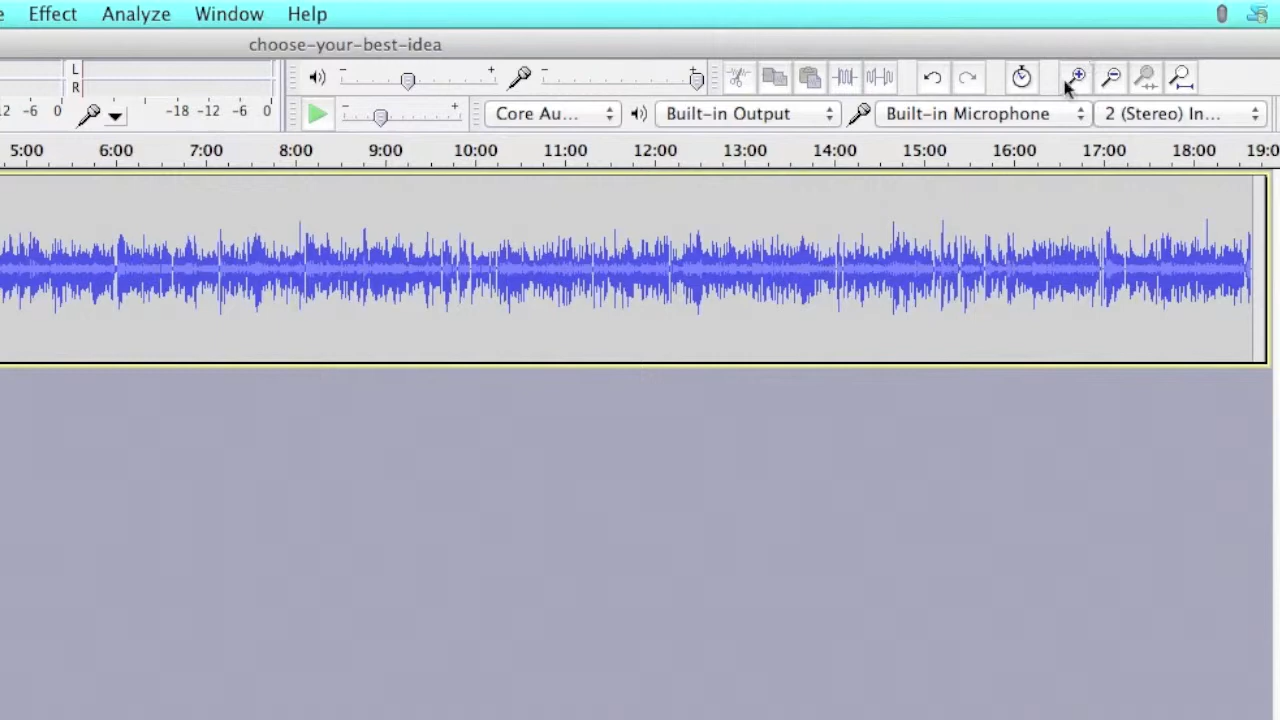 Effect Analyze Window Help
choose-your-best-idea
L
R
-6 0 -18 -12 -6 0
Core Au... Built-in Output Built-in Microphone 2 (Stereo) In...
5:00 6:00 7:00 8:00 9:00 10:00 11:00 12:00 13:00 14:00 15:00 16:00 17:00 18:00 19:0